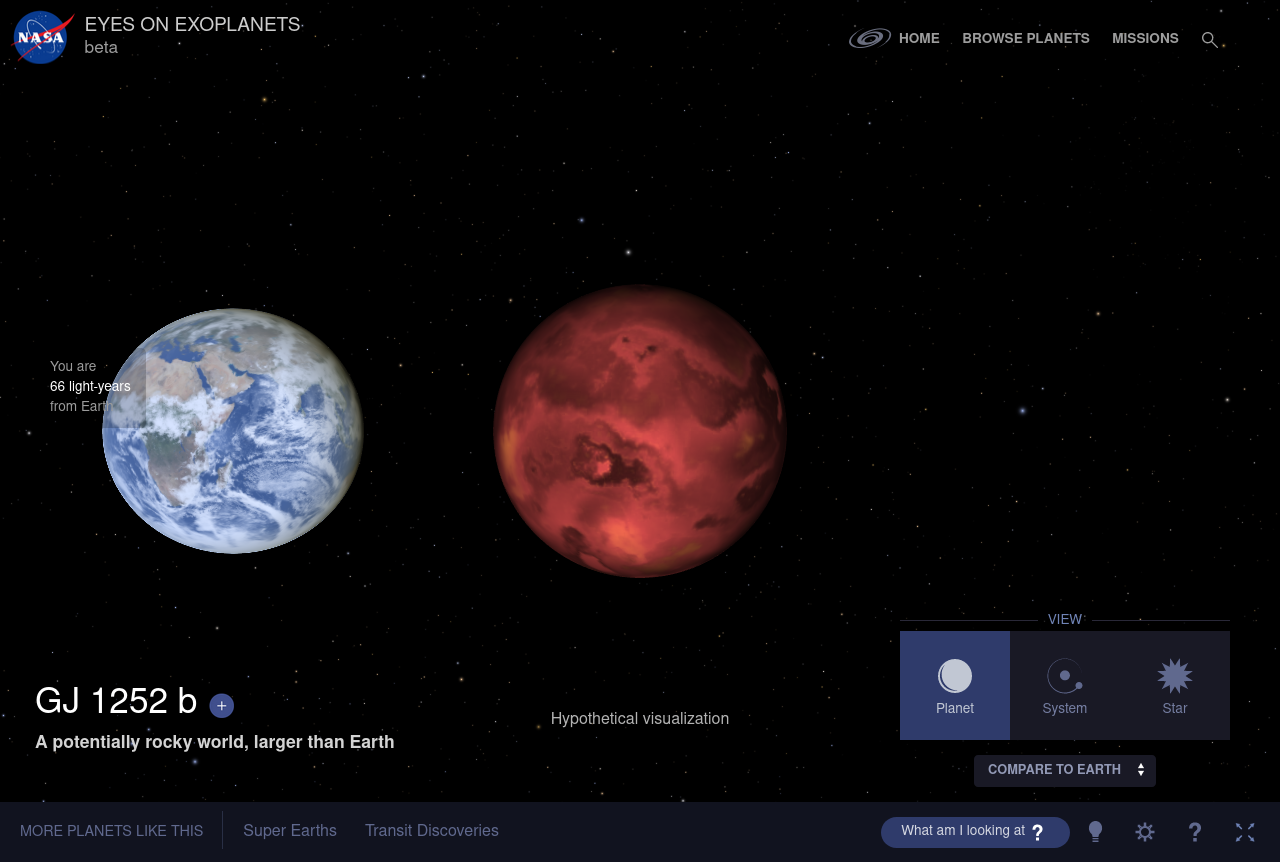 NASA
EYES ON EXOPLANETS
beta
HOME
BROWSE PLANETS
MISSIONS
You are
66 light-years
from Earth
VIEW
Planet
System
Star
GJ 1252 b +
A potentially rocky world, larger than Earth
Hypothetical visualization
COMPARE TO EARTH
MORE PLANETS LIKE THIS
Super Earths
Transit Discoveries
What am I looking at ?
?